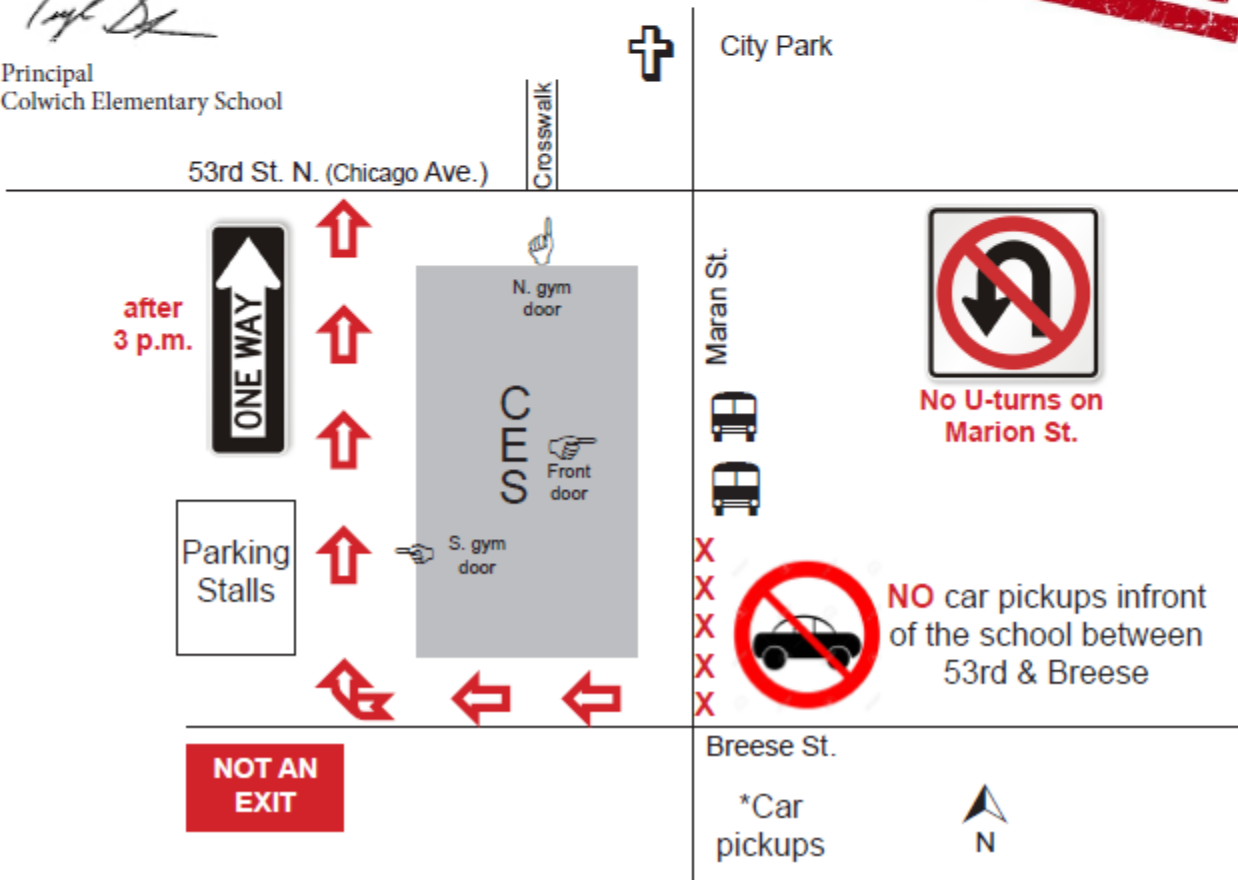 Principal
Colwich Elementary School
City Park
Crosswalk
53rd St. N. (Chicago Ave.)
after
3 p.m.
ONE WAY
N. gym
door
Maran St.
No U-turns on
Marion St.
C
E
S
Front
door
Parking
Stalls
S. gym
door
X
X
X
X
X
NO car pickups infront
of the school between
53rd & Breese
NOT AN
EXIT
Breese St.
*Car
pickups
N